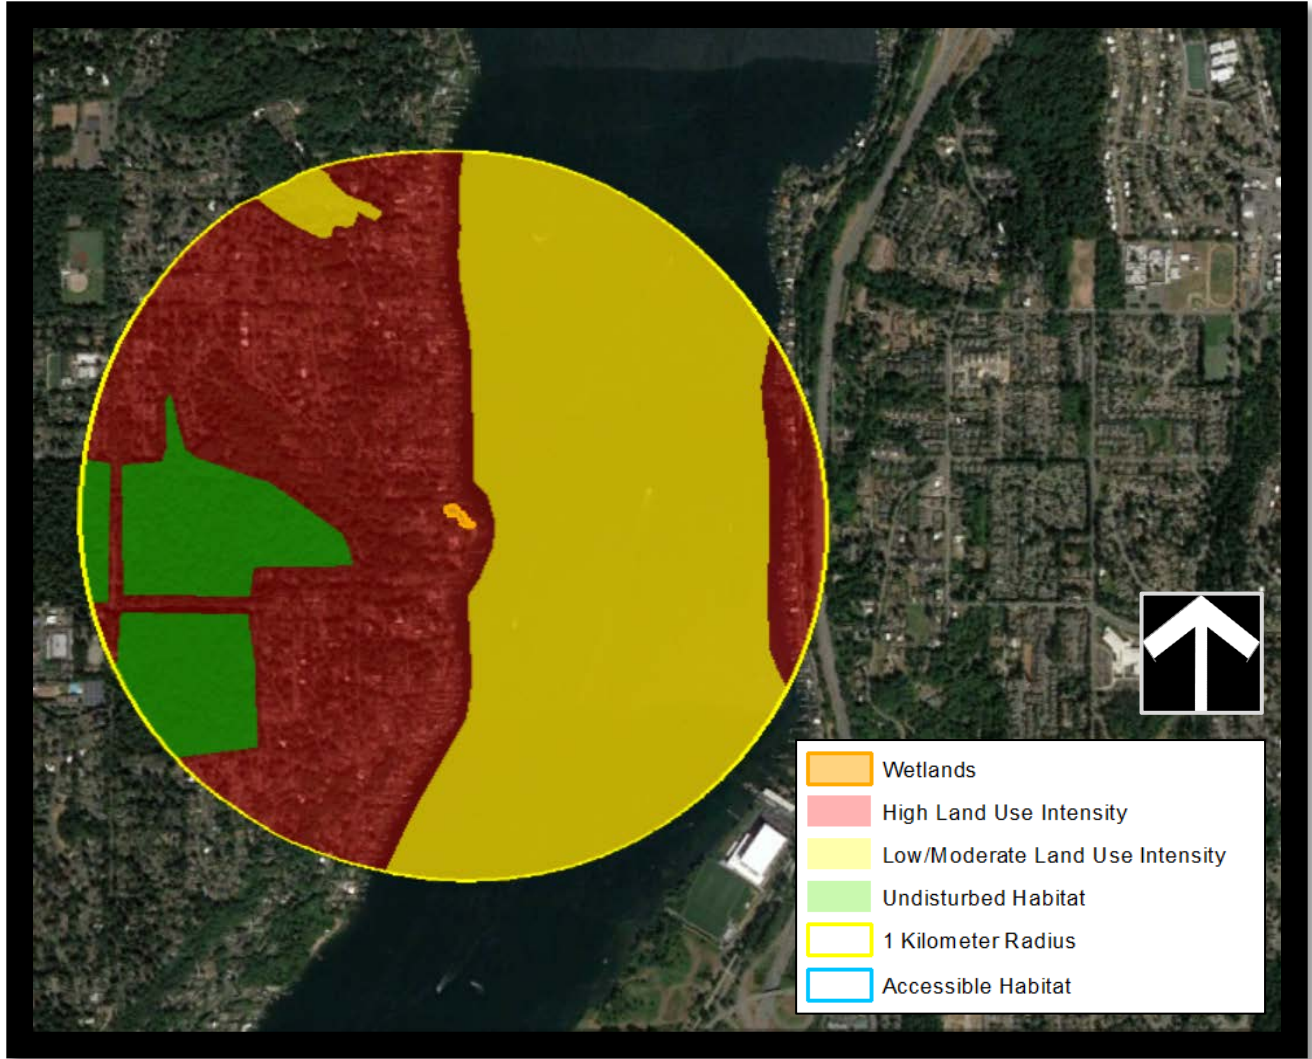 Wetlands
High Land Use Intensity
Low/Moderate Land Use Intensity
Undisturbed Habitat
1 Kilometer Radius
Accessible Habitat